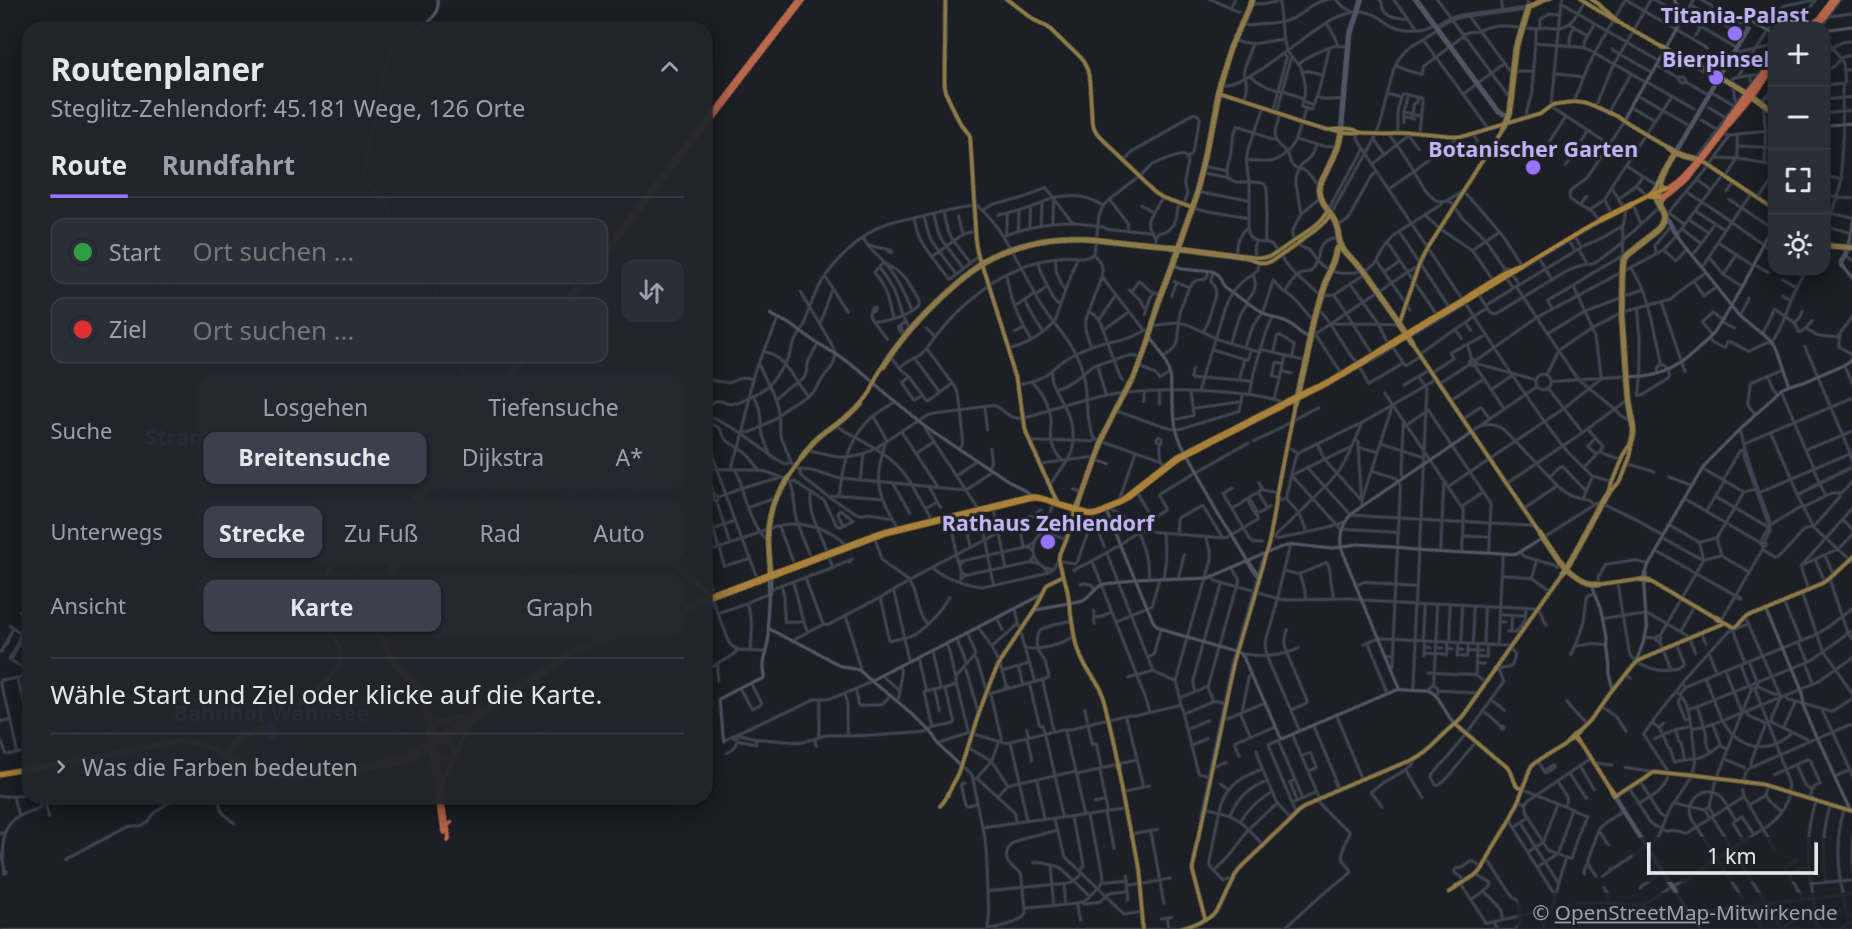 Routenplaner
Steglitz-Zehlendorf: 45.181 Wege, 126 Orte
Route Rundfahrt
Start Ort suchen ...
Ziel Ort suchen ...
Suche
Losgehen Tiefensuche
Breitensuche Dijkstra A*
Unterwegs Strecke Zu Fuß Rad Auto
Ansicht Karte Graph
Wähle Start und Ziel oder klicke auf die Karte.
Bahnhof Wannsee
Was die Farben bedeuten
Titania-Palast
Bierpinsel
Botanischer Garten
Rathaus Zehlendorf
1 km
© OpenStreetMap-Mitwirkende